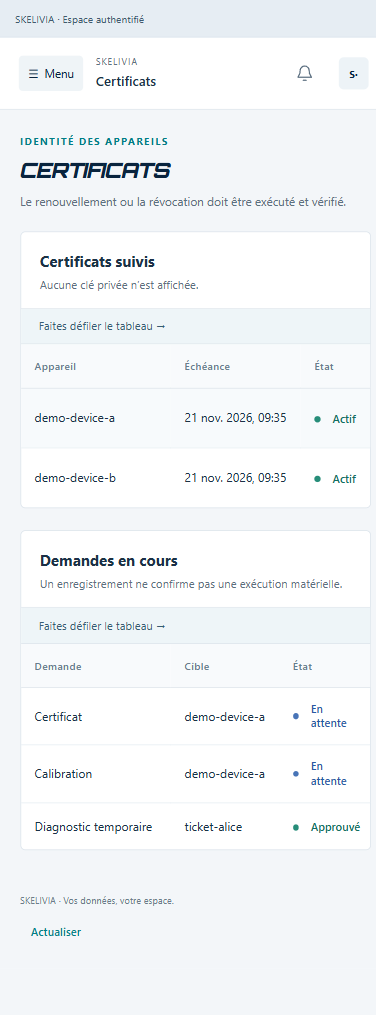 SKELIVIA · Espace authentifié
☰ Menu
SKELIVIA
Certificats
S·
IDENTITÉ DES APPAREILS
CERTIFICATS
Le renouvellement ou la révocation doit être exécuté et vérifié.
Certificats suivis
Aucune clé privée n'est affichée.
Faites défiler le tableau →
Appareil Échéance État
demo-device-a 21 nov. 2026, 09:35 Actif
demo-device-b 21 nov. 2026, 09:35 Actif
Demandes en cours
Un enregistrement ne confirme pas une exécution matérielle.
Faites défiler le tableau →
Demande Cible État
Certificat demo-device-a En
attente
Calibration demo-device-a En
attente
Diagnostic temporaire ticket-alice Approuvé
SKELIVIA · Vos données, votre espace.
Actualiser